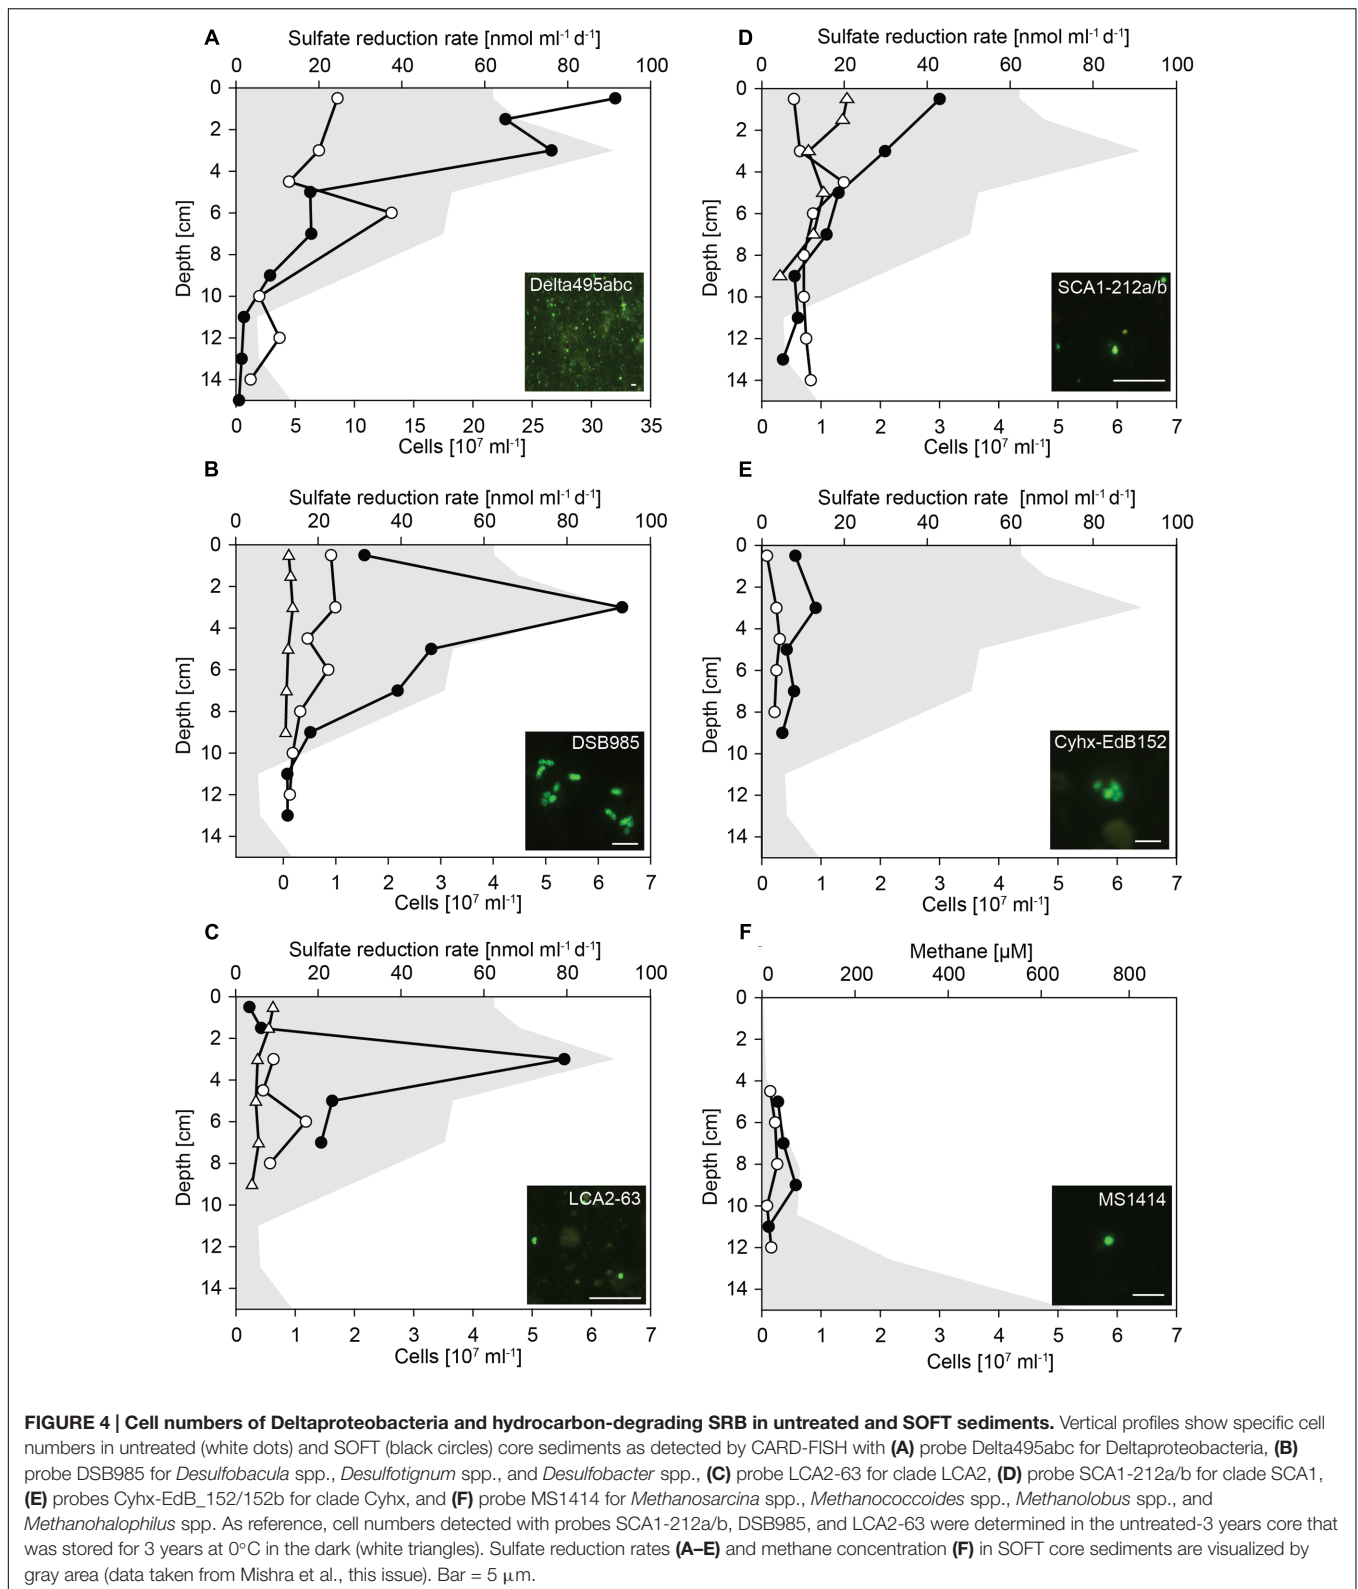 A
Sulfate reduction rate [nmol ml⁻¹ d⁻¹]
0 20 40 60 80 100
0
2
4
6
8
10
12
14
Depth [cm]
Delta495abc
0 5 10 15 20 25 30 35
Cells [10⁷ ml⁻¹]
D
Sulfate reduction rate [nmol ml⁻¹ d⁻¹]
0 20 40 60 80 100
0
2
4
6
8
10
12
14
Depth [cm]
SCA1-212a/b
0 1 2 3 4 5 6 7
Cells [10⁷ ml⁻¹]
B
Sulfate reduction rate [nmol ml⁻¹ d⁻¹]
0 20 40 60 80 100
0
2
4
6
8
10
12
14
Depth [cm]
DSB985
0 1 2 3 4 5 6 7
Cells [10⁷ ml⁻¹]
E
Sulfate reduction rate [nmol ml⁻¹ d⁻¹]
0 20 40 60 80 100
0
2
4
6
8
10
12
14
Depth [cm]
Cyhx-EdB152
0 1 2 3 4 5 6 7
Cells [10⁷ ml⁻¹]
C
Sulfate reduction rate [nmol ml⁻¹ d⁻¹]
0 20 40 60 80 100
0
2
4
6
8
10
12
14
Depth [cm]
LCA2-63
0 1 2 3 4 5 6 7
Cells [10⁷ ml⁻¹]
F
Methane [µM]
0 200 400 600 800
0
2
4
6
8
10
12
14
Depth [cm]
MS1414
0 1 2 3 4 5 6 7
Cells [10⁷ ml⁻¹]
FIGURE 4 | Cell numbers of Deltaproteobacteria and hydrocarbon-degrading SRB in untreated and SOFT sediments. Vertical profiles show specific cell
numbers in untreated (white dots) and SOFT (black circles) core sediments as detected by CARD-FISH with (A) probe Delta495abc for Deltaproteobacteria, (B)
probe DSB985 for Desulfobacula spp., Desulfotignum spp., and Desulfobacter spp., (C) probe LCA2-63 for clade LCA2, (D) probe SCA1-212a/b for clade SCA1,
(E) probes Cyhx-EdB_152/152b for clade Cyhx, and (F) probe MS1414 for Methanosarcina spp., Methanococcoides spp., Methanolobus spp., and
Methanohalophilus spp. As reference, cell numbers detected with probes SCA1-212a/b, DSB985, and LCA2-63 were determined in the untreated-3 years core that
was stored for 3 years at 0°C in the dark (white triangles). Sulfate reduction rates (A–E) and methane concentration (F) in SOFT core sediments are visualized by
gray area (data taken from Mishra et al., this issue). Bar = 5 µm.